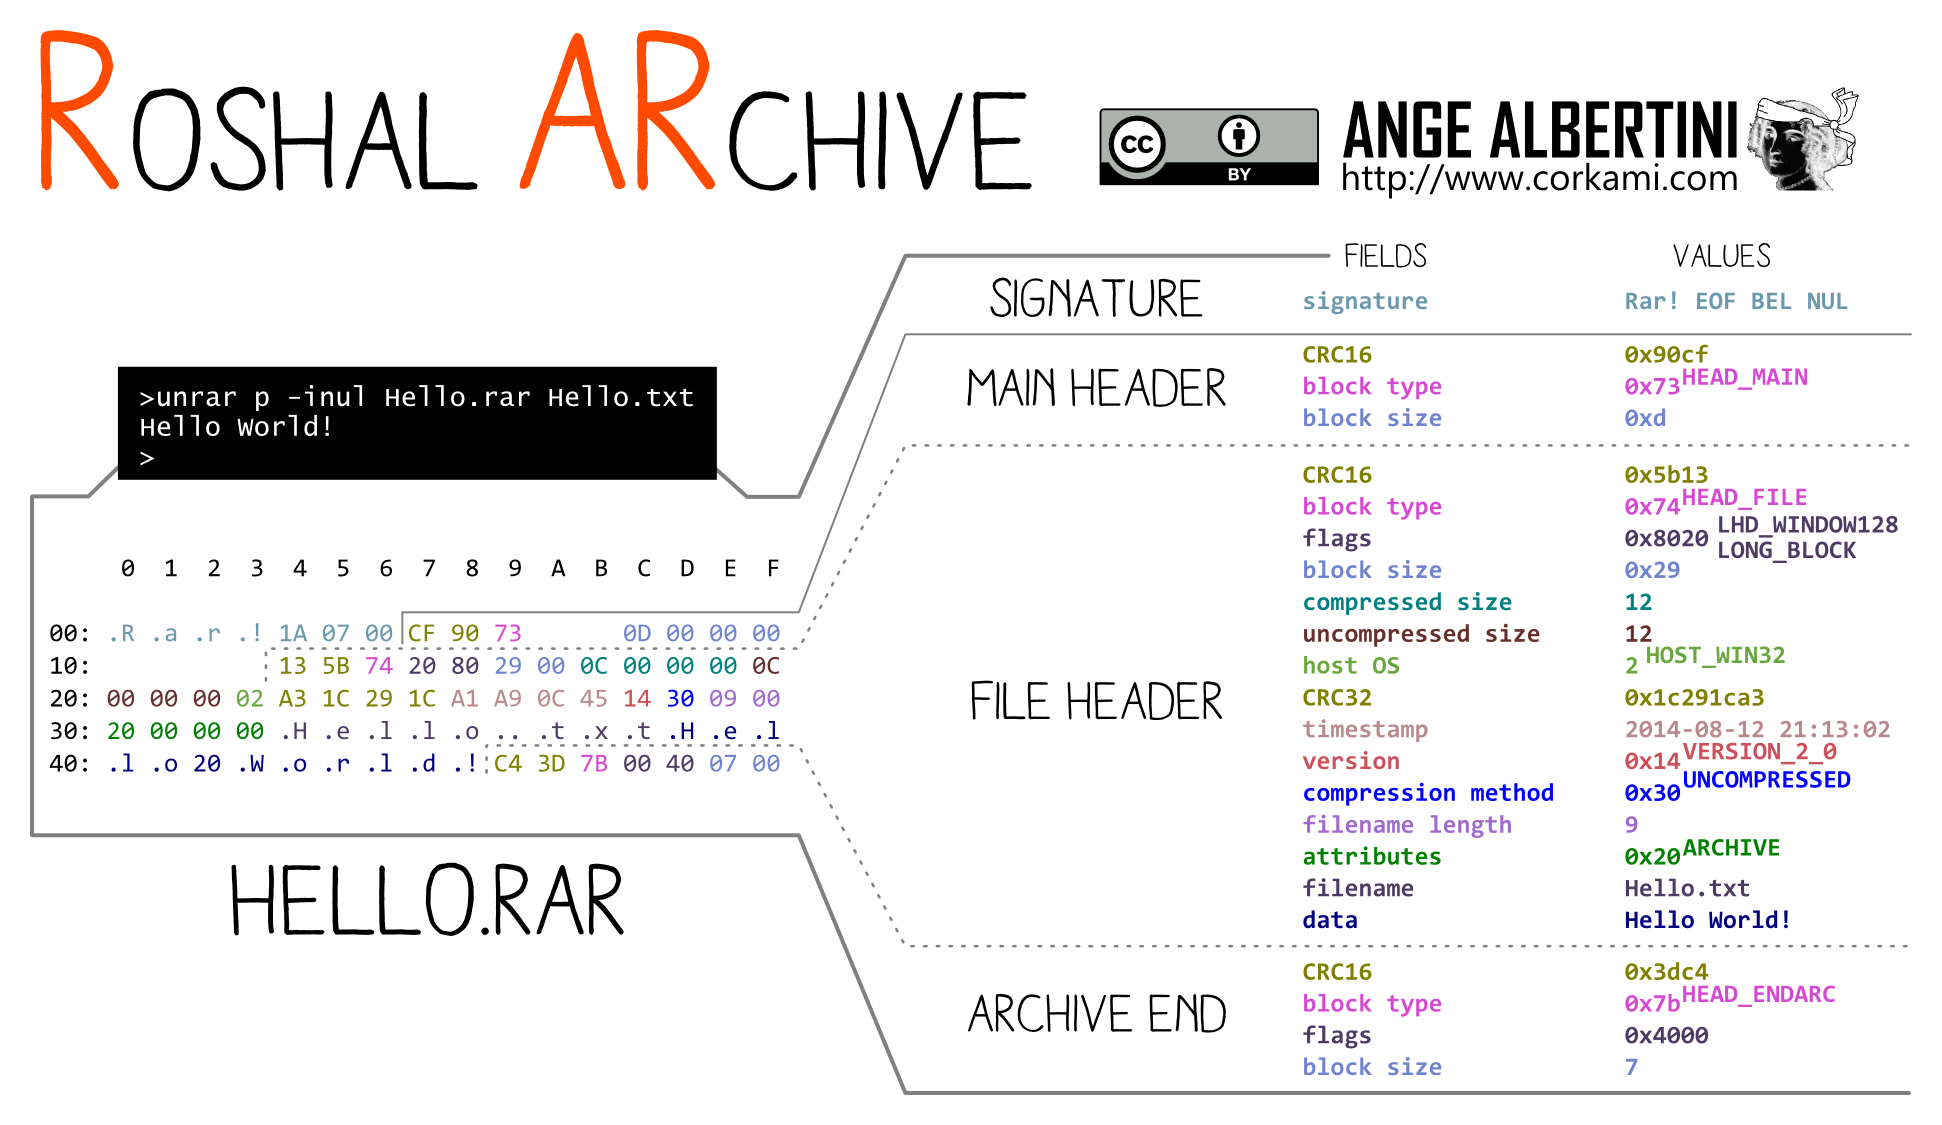 ROSHAL ARCHIVE
cc
BY
ANGE ALBERTINI
http://www.corkami.com
>unrar p -inul Hello.rar Hello.txt
Hello World!
>
0 1 2 3 4 5 6 7 8 9 A B C D E F
00: .R .a .r .! 1A 07 00 CF 90 73 0D 00 00 00
10: 13 5B 74 20 80 29 00 0C 00 00 00 0C
20: 00 00 00 02 A3 1C 29 1C A1 A9 0C 45 14 30 09 00
30: 20 00 00 00 .H .e .l .l .o .. .t .x .t .H .e .l
40: .l .o 20 .W .o .r .l .d .! C4 3D 7B 00 40 07 00
HELLO.RAR
FIELDS VALUES
SIGNATURE
signature Rar! EOF BEL NUL
MAIN HEADER
CRC16 0x90cf
block type 0x73 HEAD_MAIN
block size 0xd
FILE HEADER
CRC16 0x5b13
block type 0x74 HEAD_FILE
flags 0x8020 LHD_WINDOW128
LONG_BLOCK
block size 0x29
compressed size 12
uncompressed size 12
host OS 2 HOST_WIN32
CRC32 0x1c291ca3
timestamp 2014-08-12 21:13:02
version 0x14 VERSION_2_0
compression method 0x30 UNCOMPRESSED
filename length 9
attributes 0x20 ARCHIVE
filename Hello.txt
data Hello World!
ARCHIVE END
CRC16 0x3dc4
block type 0x7b HEAD_ENDARC
flags 0x4000
block size 7